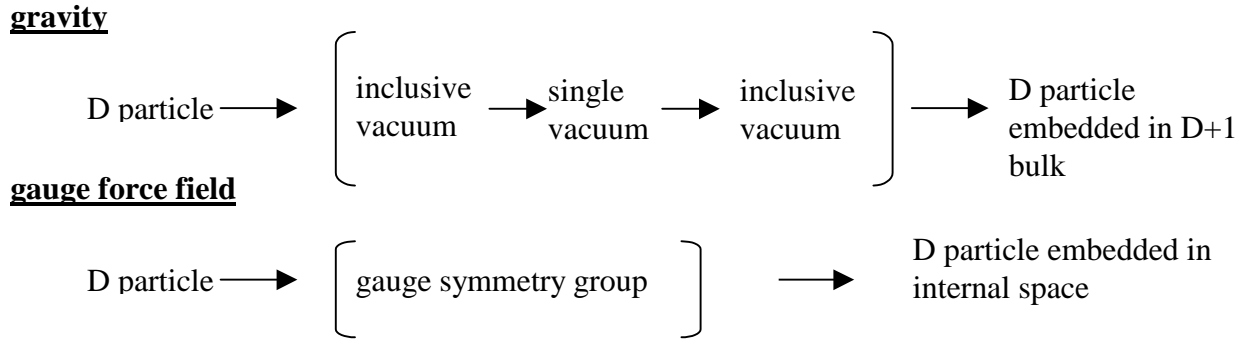 gravity
D particle
inclusive
vacuum
single
vacuum
inclusive
vacuum
D particle
embedded in D+1
bulk
gauge force field
D particle
gauge symmetry group
D particle embedded in
internal space